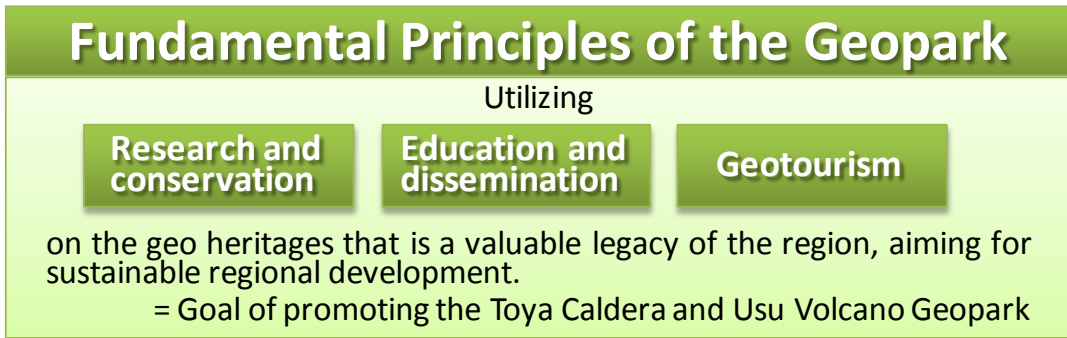 Fundamental Principles of the Geopark
Utilizing
Research and
conservation
Education and
dissemination
Geotourism
on the geo heritages that is a valuable legacy of the region, aiming for
sustainable regional development.
= Goal of promoting the Toya Caldera and Usu Volcano Geopark